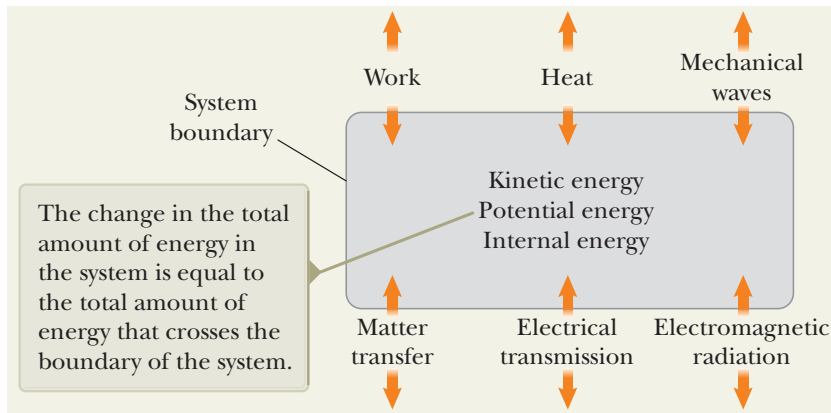 Work
Heat
Mechanical
waves
System
boundary
Kinetic energy
Potential energy
Internal energy
The change in the total
amount of energy in
the system is equal to
the total amount of
energy that crosses the
boundary of the system.
Matter
transfer
Electrical
transmission
Electromagnetic
radiation